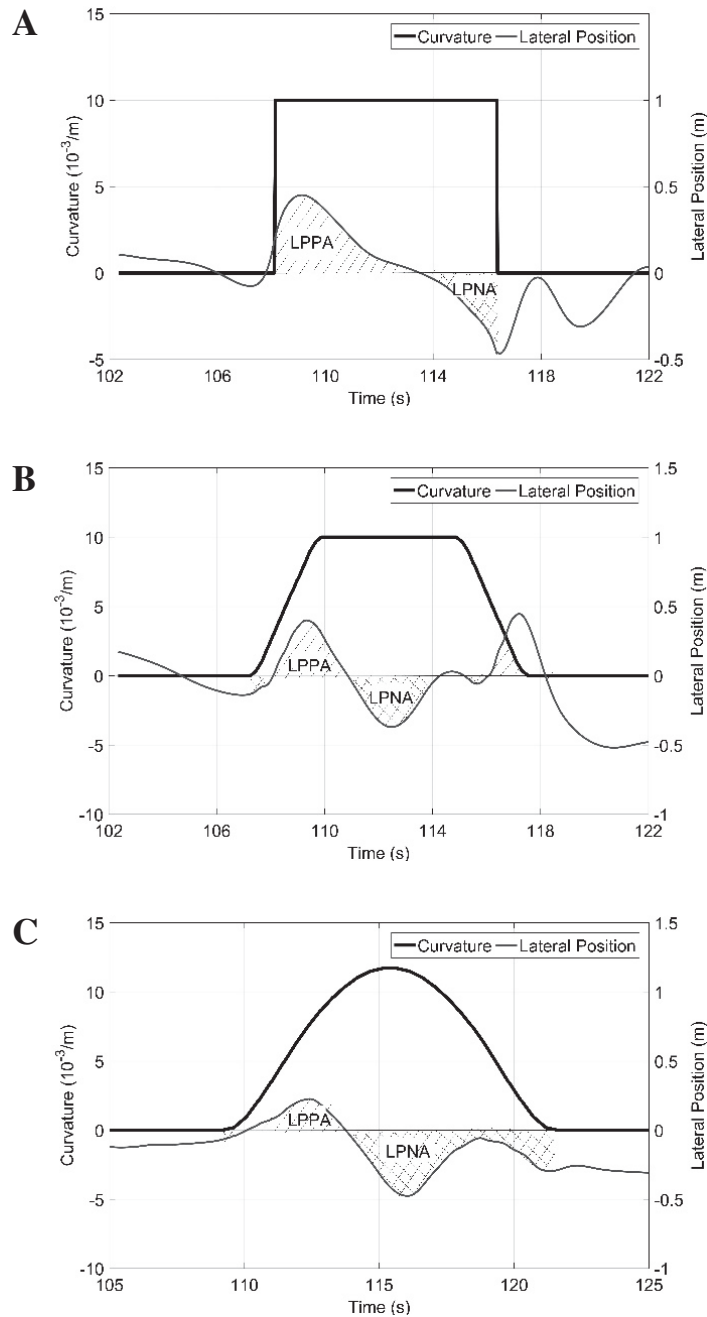 A
Curvature Lateral Position
15
10
5
0
-5
Curvature (10⁻³/m)
1
0.5
0
-0.5
Lateral Position (m)
LPPA
LPNA
102 106 110 114 118 122
Time (s)
B
Curvature Lateral Position
15
10
5
0
-5
-10
Curvature (10⁻³/m)
1.5
1
0.5
0
-0.5
-1
Lateral Position (m)
LPPA
LPNA
102 106 110 114 118 122
Time (s)
C
Curvature Lateral Position
15
10
5
0
-5
-10
Curvature (10⁻³/m)
1.5
1
0.5
0
-0.5
-1
Lateral Position (m)
LPPA
LPNA
105 110 115 120 125
Time (s)